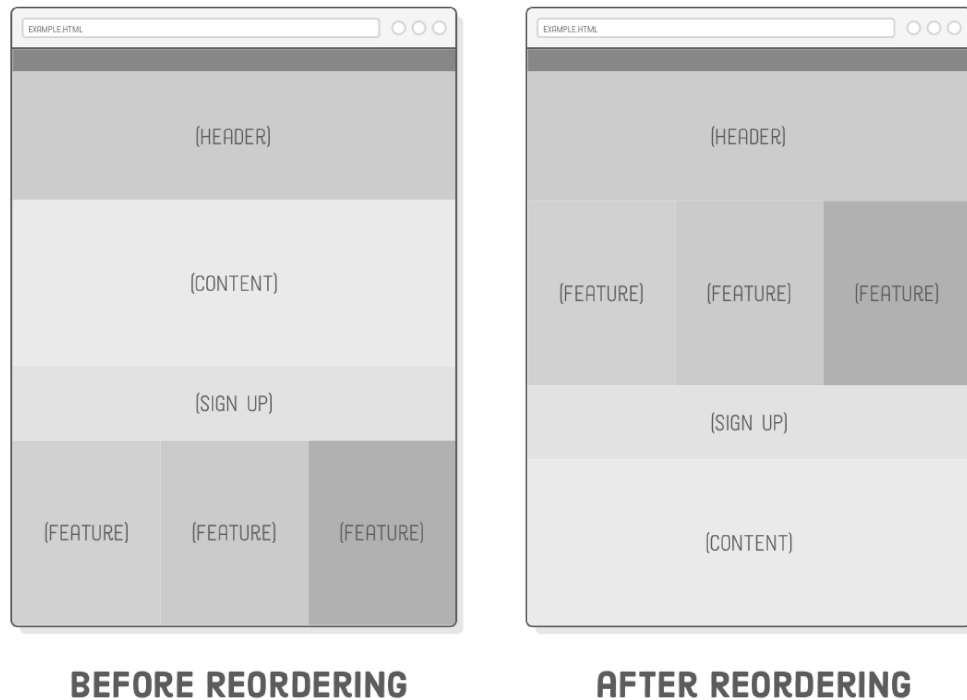 EXAMPLE.HTML
(HEADER)
(CONTENT)
(SIGN UP)
(FEATURE) (FEATURE) (FEATURE)
BEFORE REORDERING
EXAMPLE.HTML
(HEADER)
(FEATURE) (FEATURE) (FEATURE)
(SIGN UP)
(CONTENT)
AFTER REORDERING